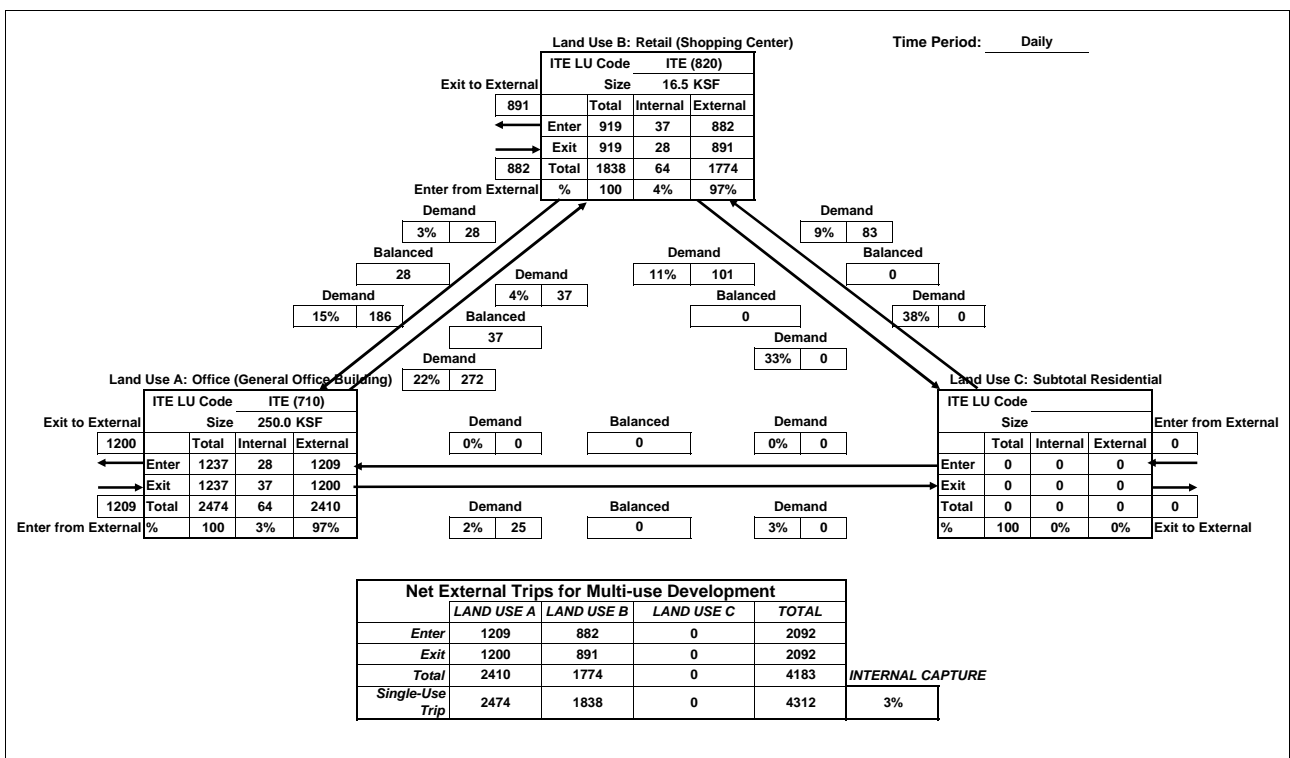 Land Use B: Retail (Shopping Center)
Time Period: Daily
ITE LU Code ITE (820)
Exit to External
Size 16.5 KSF
891
Total Internal External
Enter 919 37 882
Exit 919 28 891
882
Total 1838 64 1774
Enter from External
% 100 4% 97%
Demand
3% 28
Balanced
28
Demand
15% 186
Demand
4% 37
Balanced
37
Demand
22% 272
Demand
11% 101
Balanced
0
Demand
33% 0
Demand
9% 83
Balanced
0
Demand
38% 0
Land Use A: Office (General Office Building)
ITE LU Code ITE (710)
Exit to External
Size 250.0 KSF
1200
Total Internal External
Enter 1237 28 1209
Exit 1237 37 1200
1209
Total 2474 64 2410
Enter from External
% 100 3% 97%
Demand Balanced Demand
0% 0 0 0% 0
Demand Balanced Demand
2% 25 0 3% 0
Land Use C: Subtotal Residential
ITE LU Code
Size
Enter from External
Total Internal External
0
Enter 0 0 0
Exit 0 0 0
Total 0 0 0
0
% 100 0% 0%
Exit to External
Net External Trips for Multi-use Development
LAND USE A LAND USE B LAND USE C TOTAL
Enter 1209 882 0 2092
Exit 1200 891 0 2092
Total 2410 1774 0 4183
INTERNAL CAPTURE
Single-Use
Trip
2474 1838 0 4312 3%